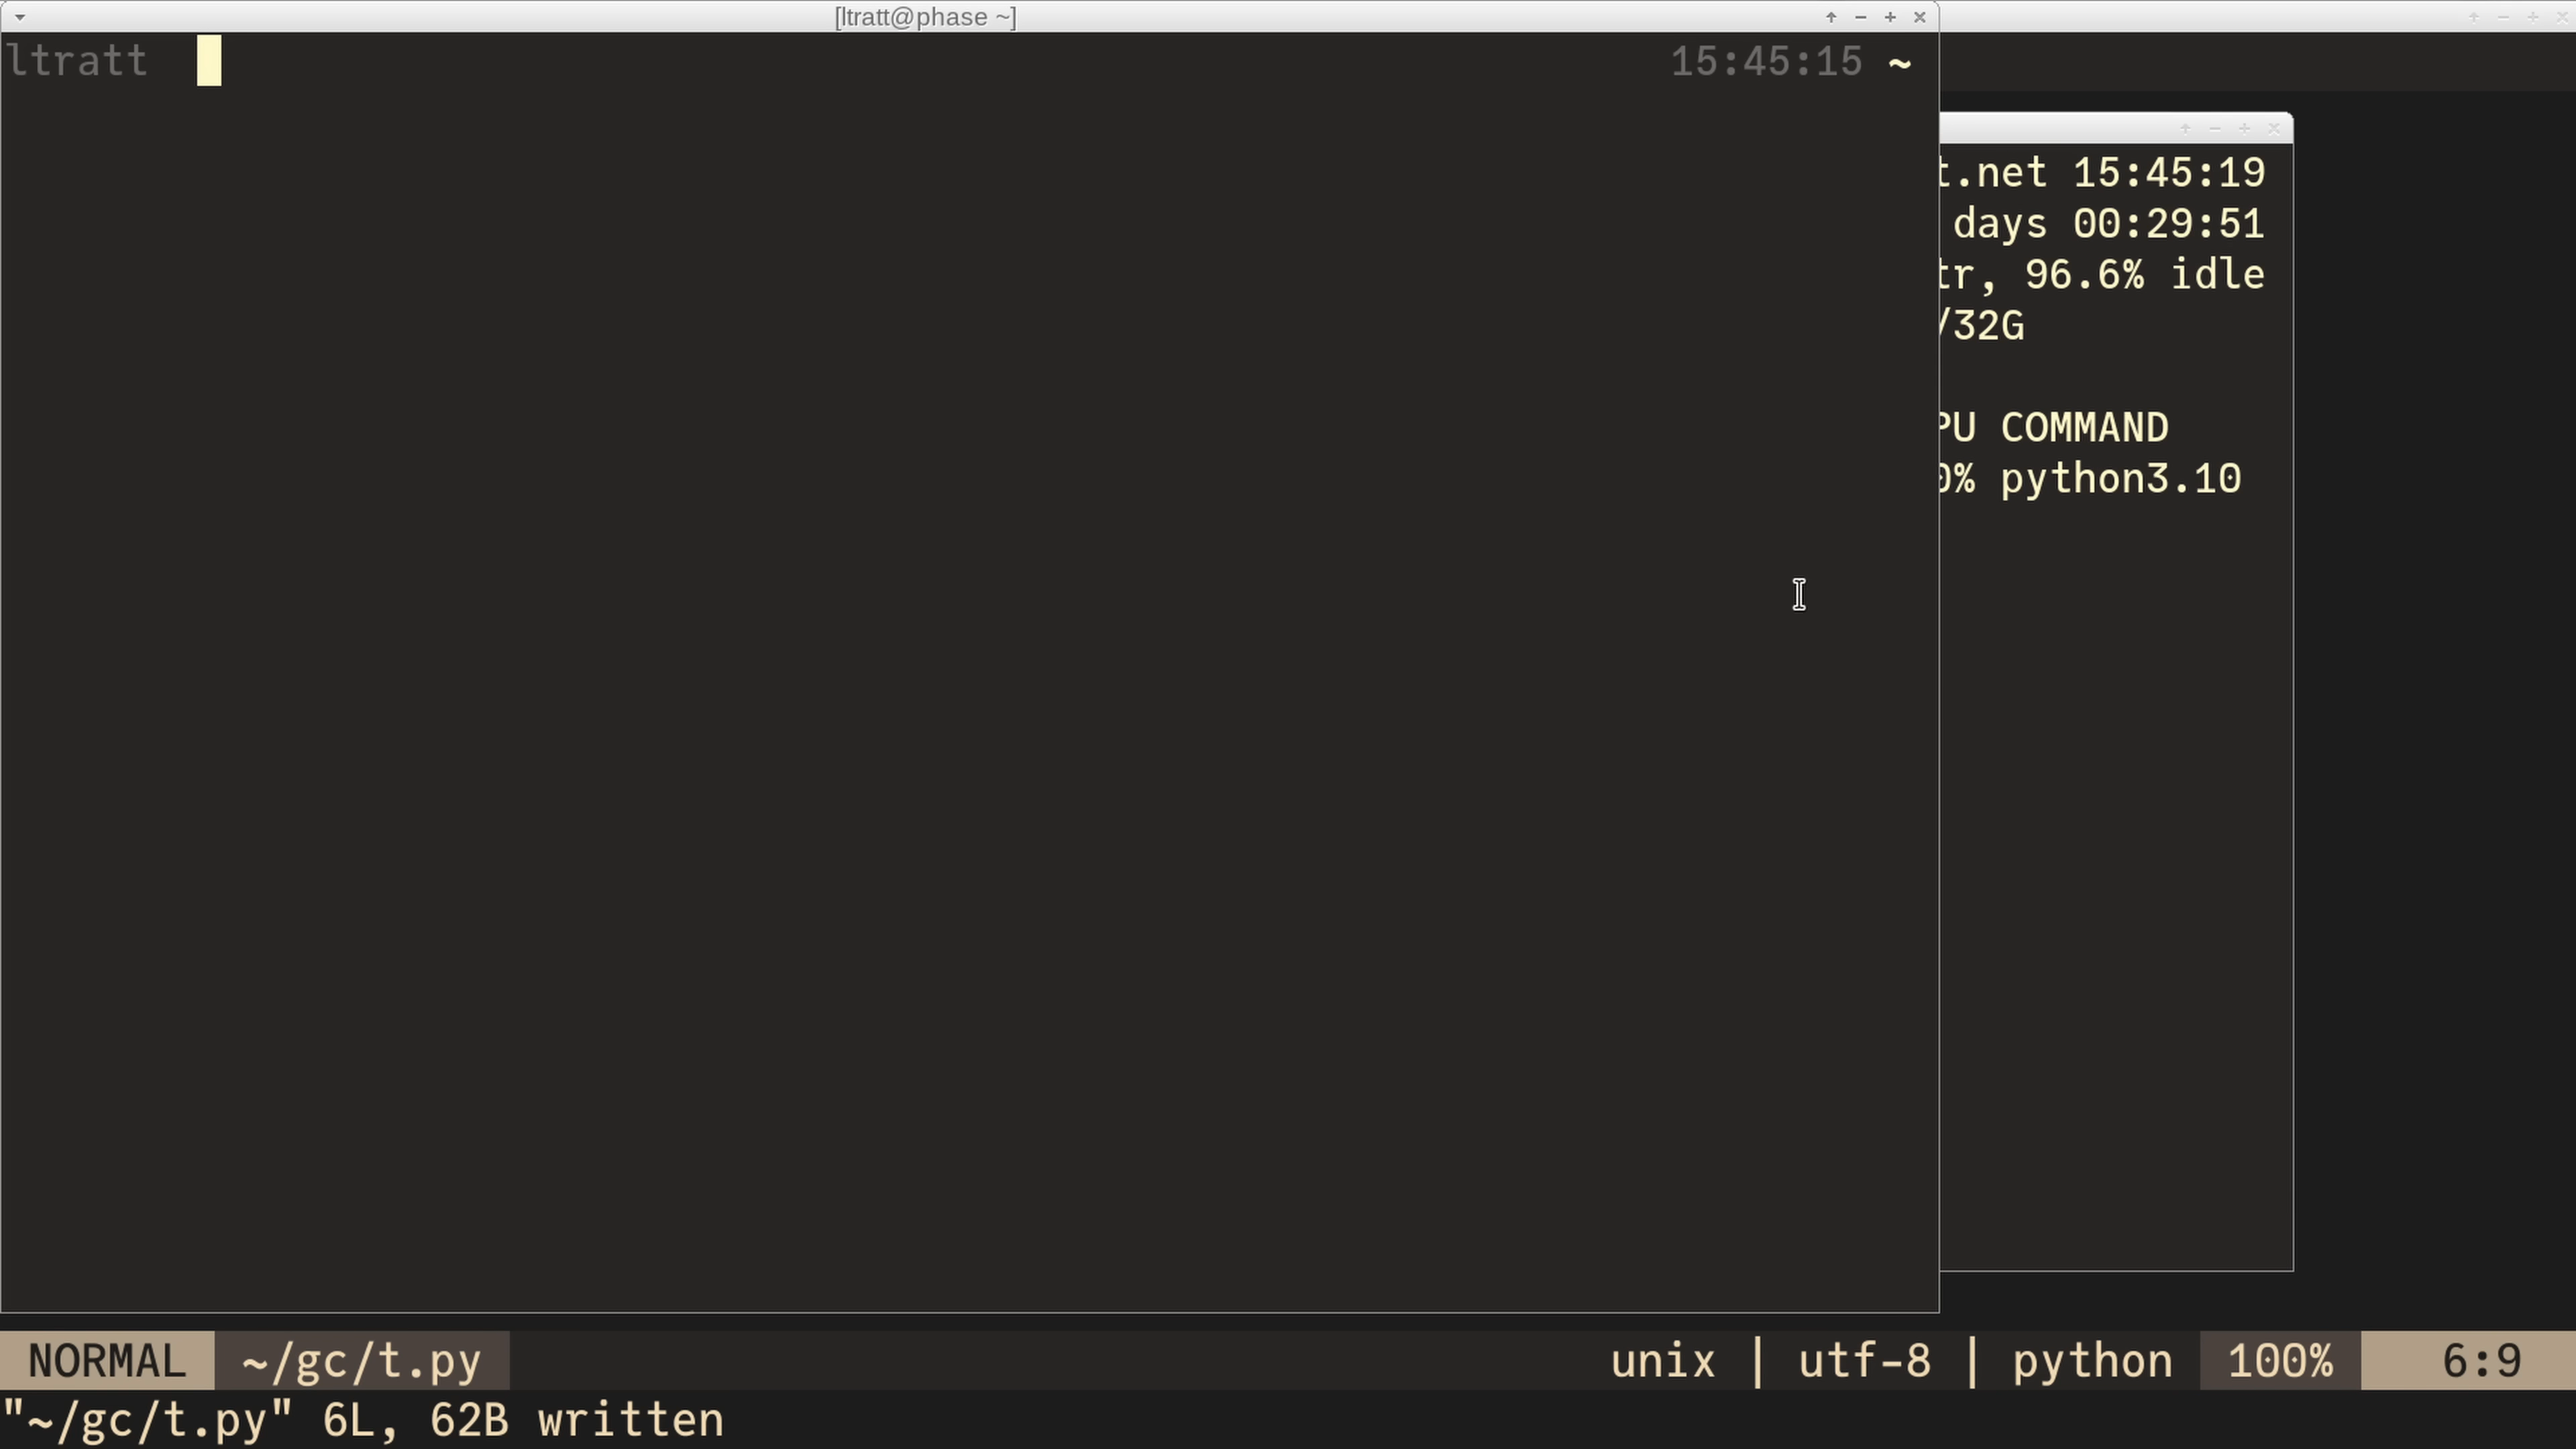 [ltratt@phase ~]
ltratt 15:45:15 ~
t.net 15:45:19
days 00:29:51
tr, 96.6% idle
/32G
PU COMMAND
0% python3.10
NORMAL ~/gc/t.py unix | utf-8 | python 100% 6:9
"~/gc/t.py" 6L, 62B written